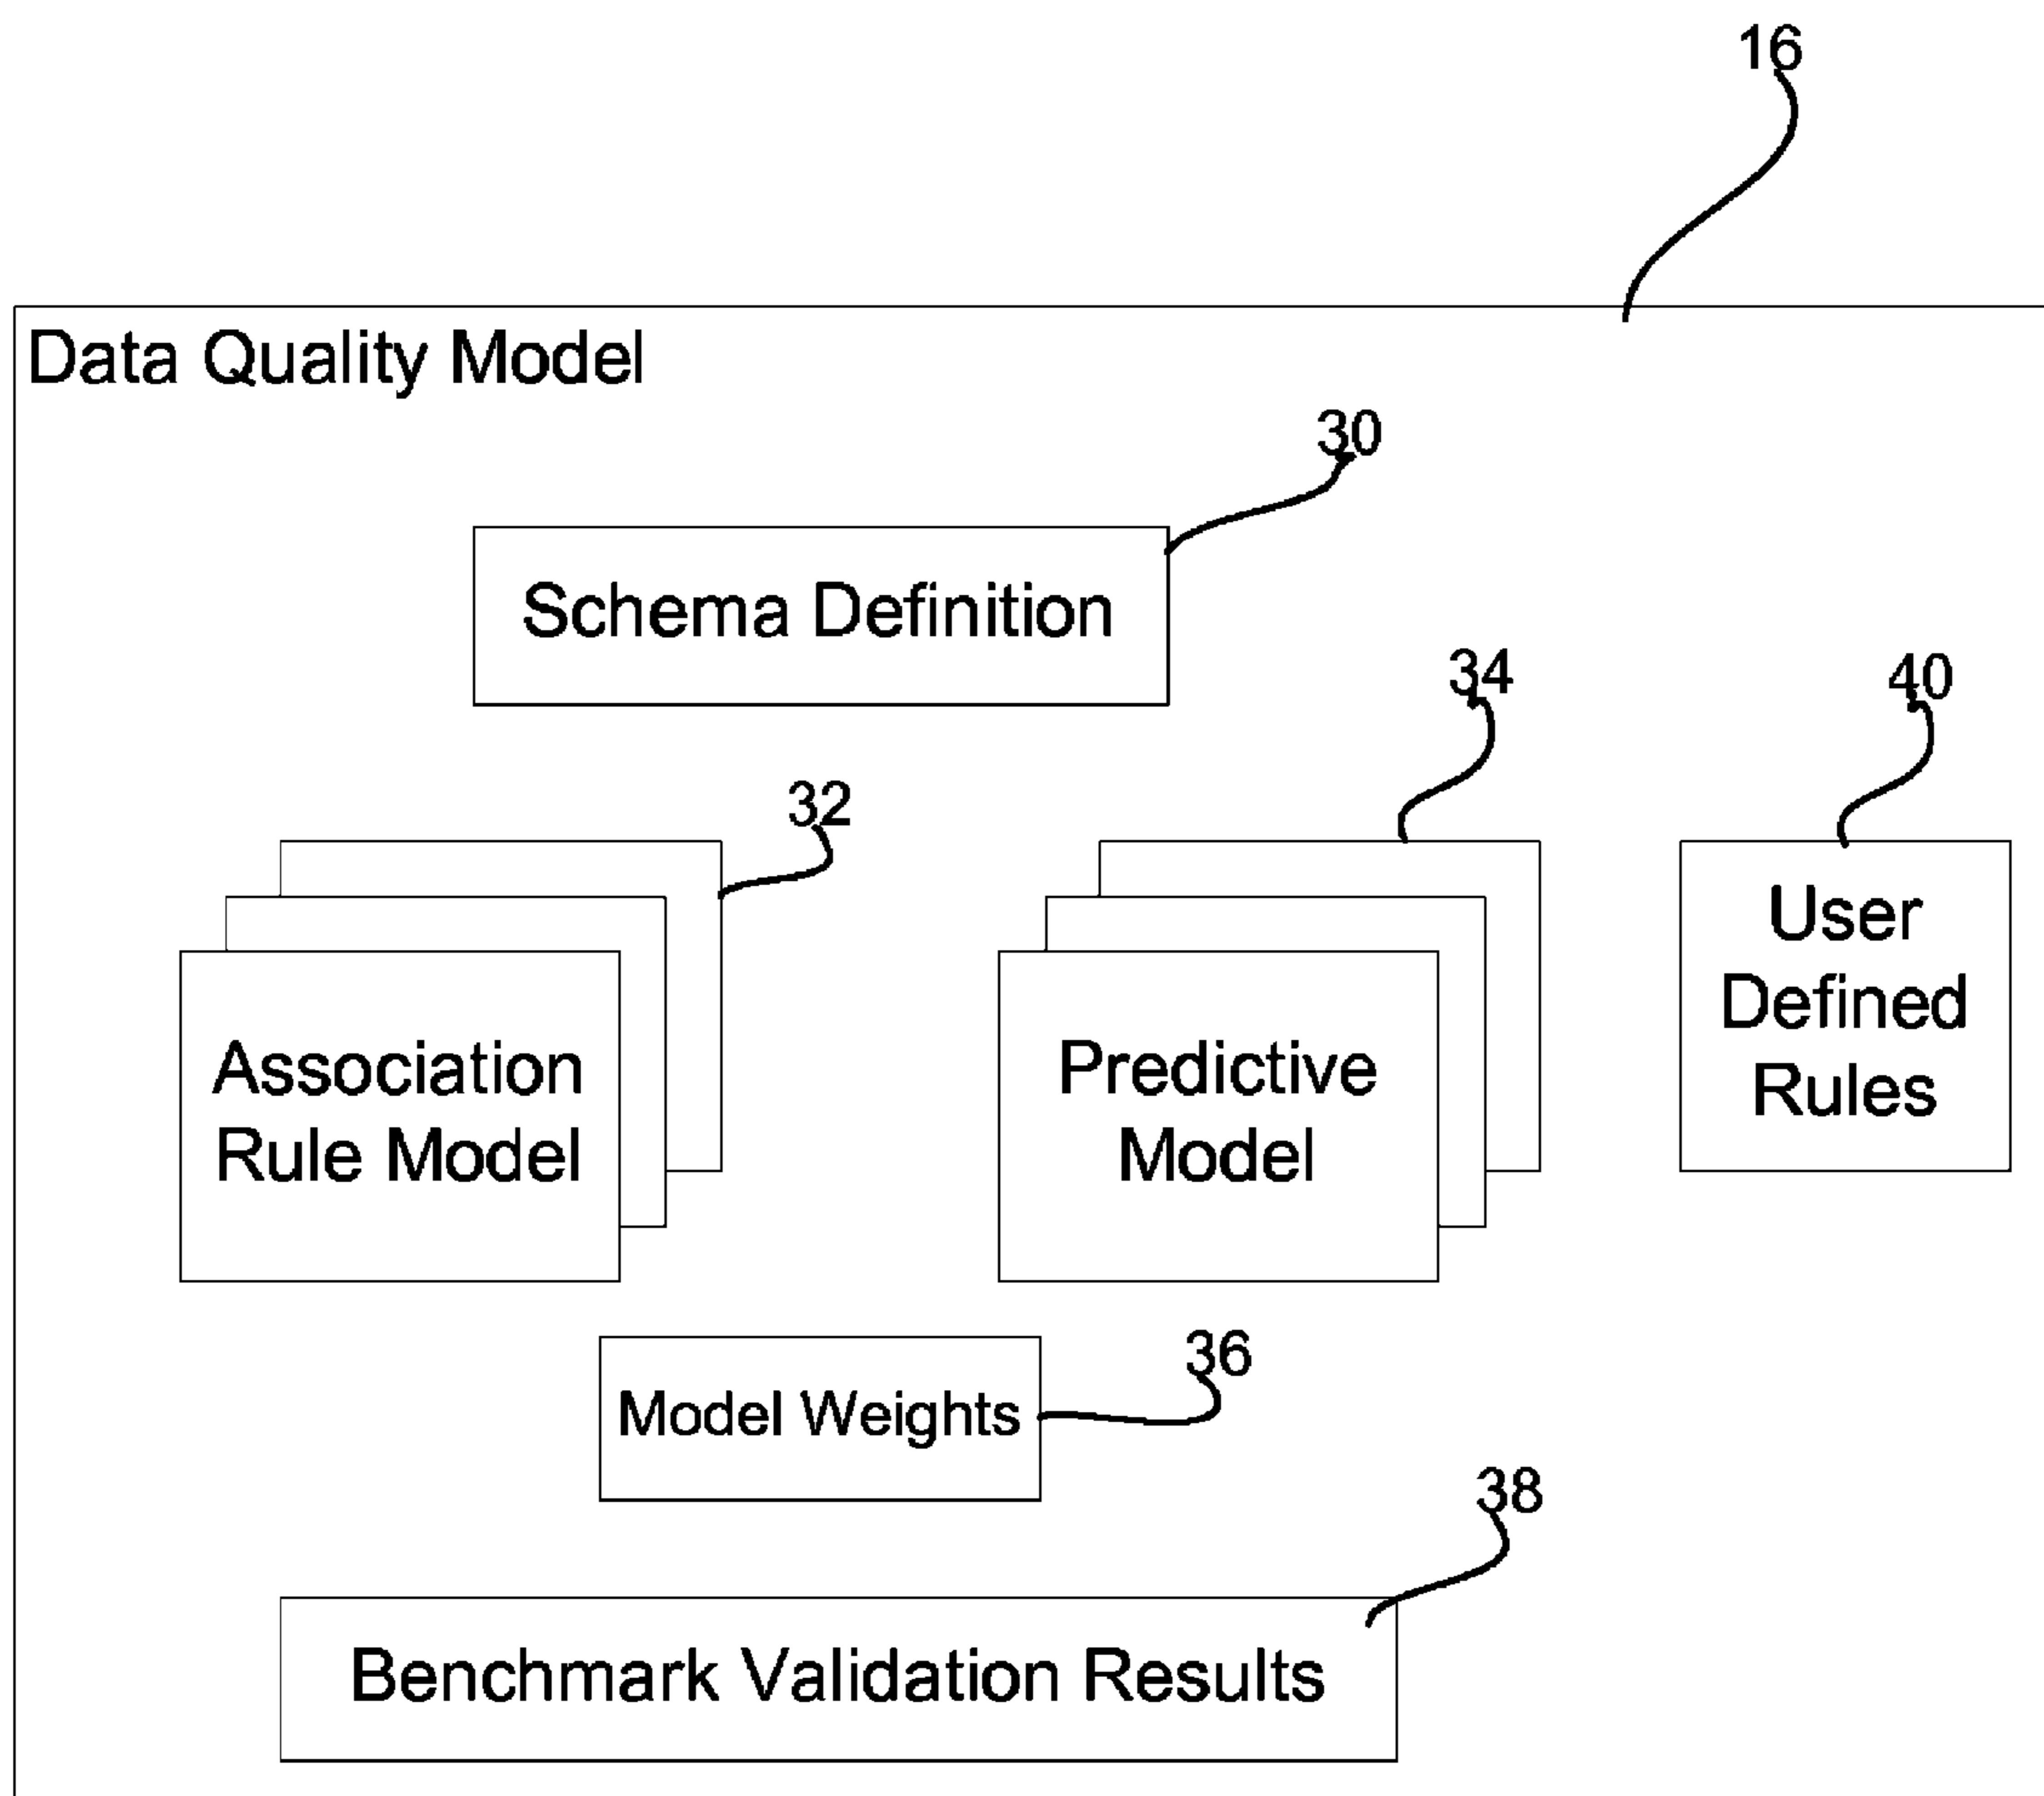 16
Data Quality Model
30
Schema Definition
34
40
32
User
Defined
Rules
Association
Rule Model
Predictive
Model
36
Model Weights
38
Benchmark Validation Results